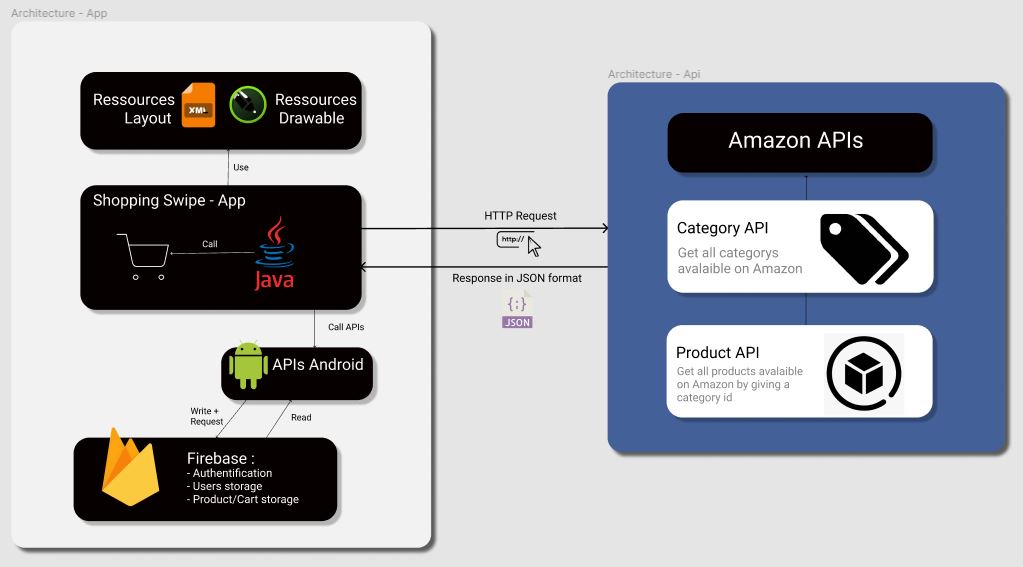 Architecture - App
Ressources
Layout
XML
Ressources
Drawable
Use
Shopping Swipe - App
Call
Java
Call APIs
APIs Android
Write +
Request
Read
Firebase :
- Authentification
- Users storage
- Product/Cart storage
HTTP Request
http://
Response in JSON format
{;}
JSON
Architecture - Api
Amazon APIs
Category API
Get all categorys
avalaible on Amazon
Product API
Get all products avalaible
on Amazon by giving a
category id